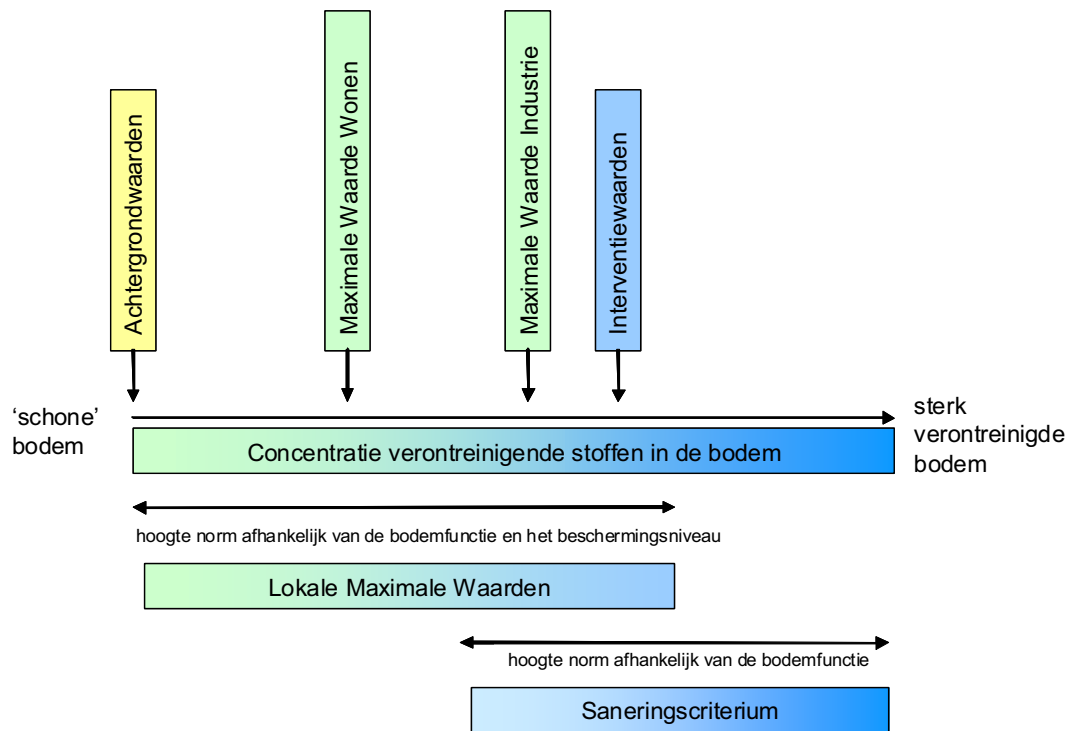 Achtergrondwaarden
Maximale Waarde Wonen
Maximale Waarde Industrie
Interventiewaarden
‘schone’
bodem
sterk
verontreinigde
bodem
Concentratie verontreinigende stoffen in de bodem
hoogte norm afhankelijk van de bodemfunctie en het beschermingsniveau
Lokale Maximale Waarden
hoogte norm afhankelijk van de bodemfunctie
Saneringscriterium